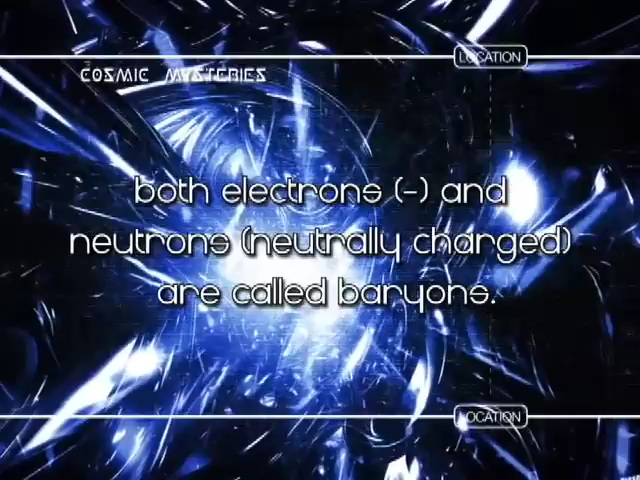 LOCATION
COSMIC MYSTERIES
both electrons (-) and
neutrons (neutrally charged)
are called baryons.
LOCATION